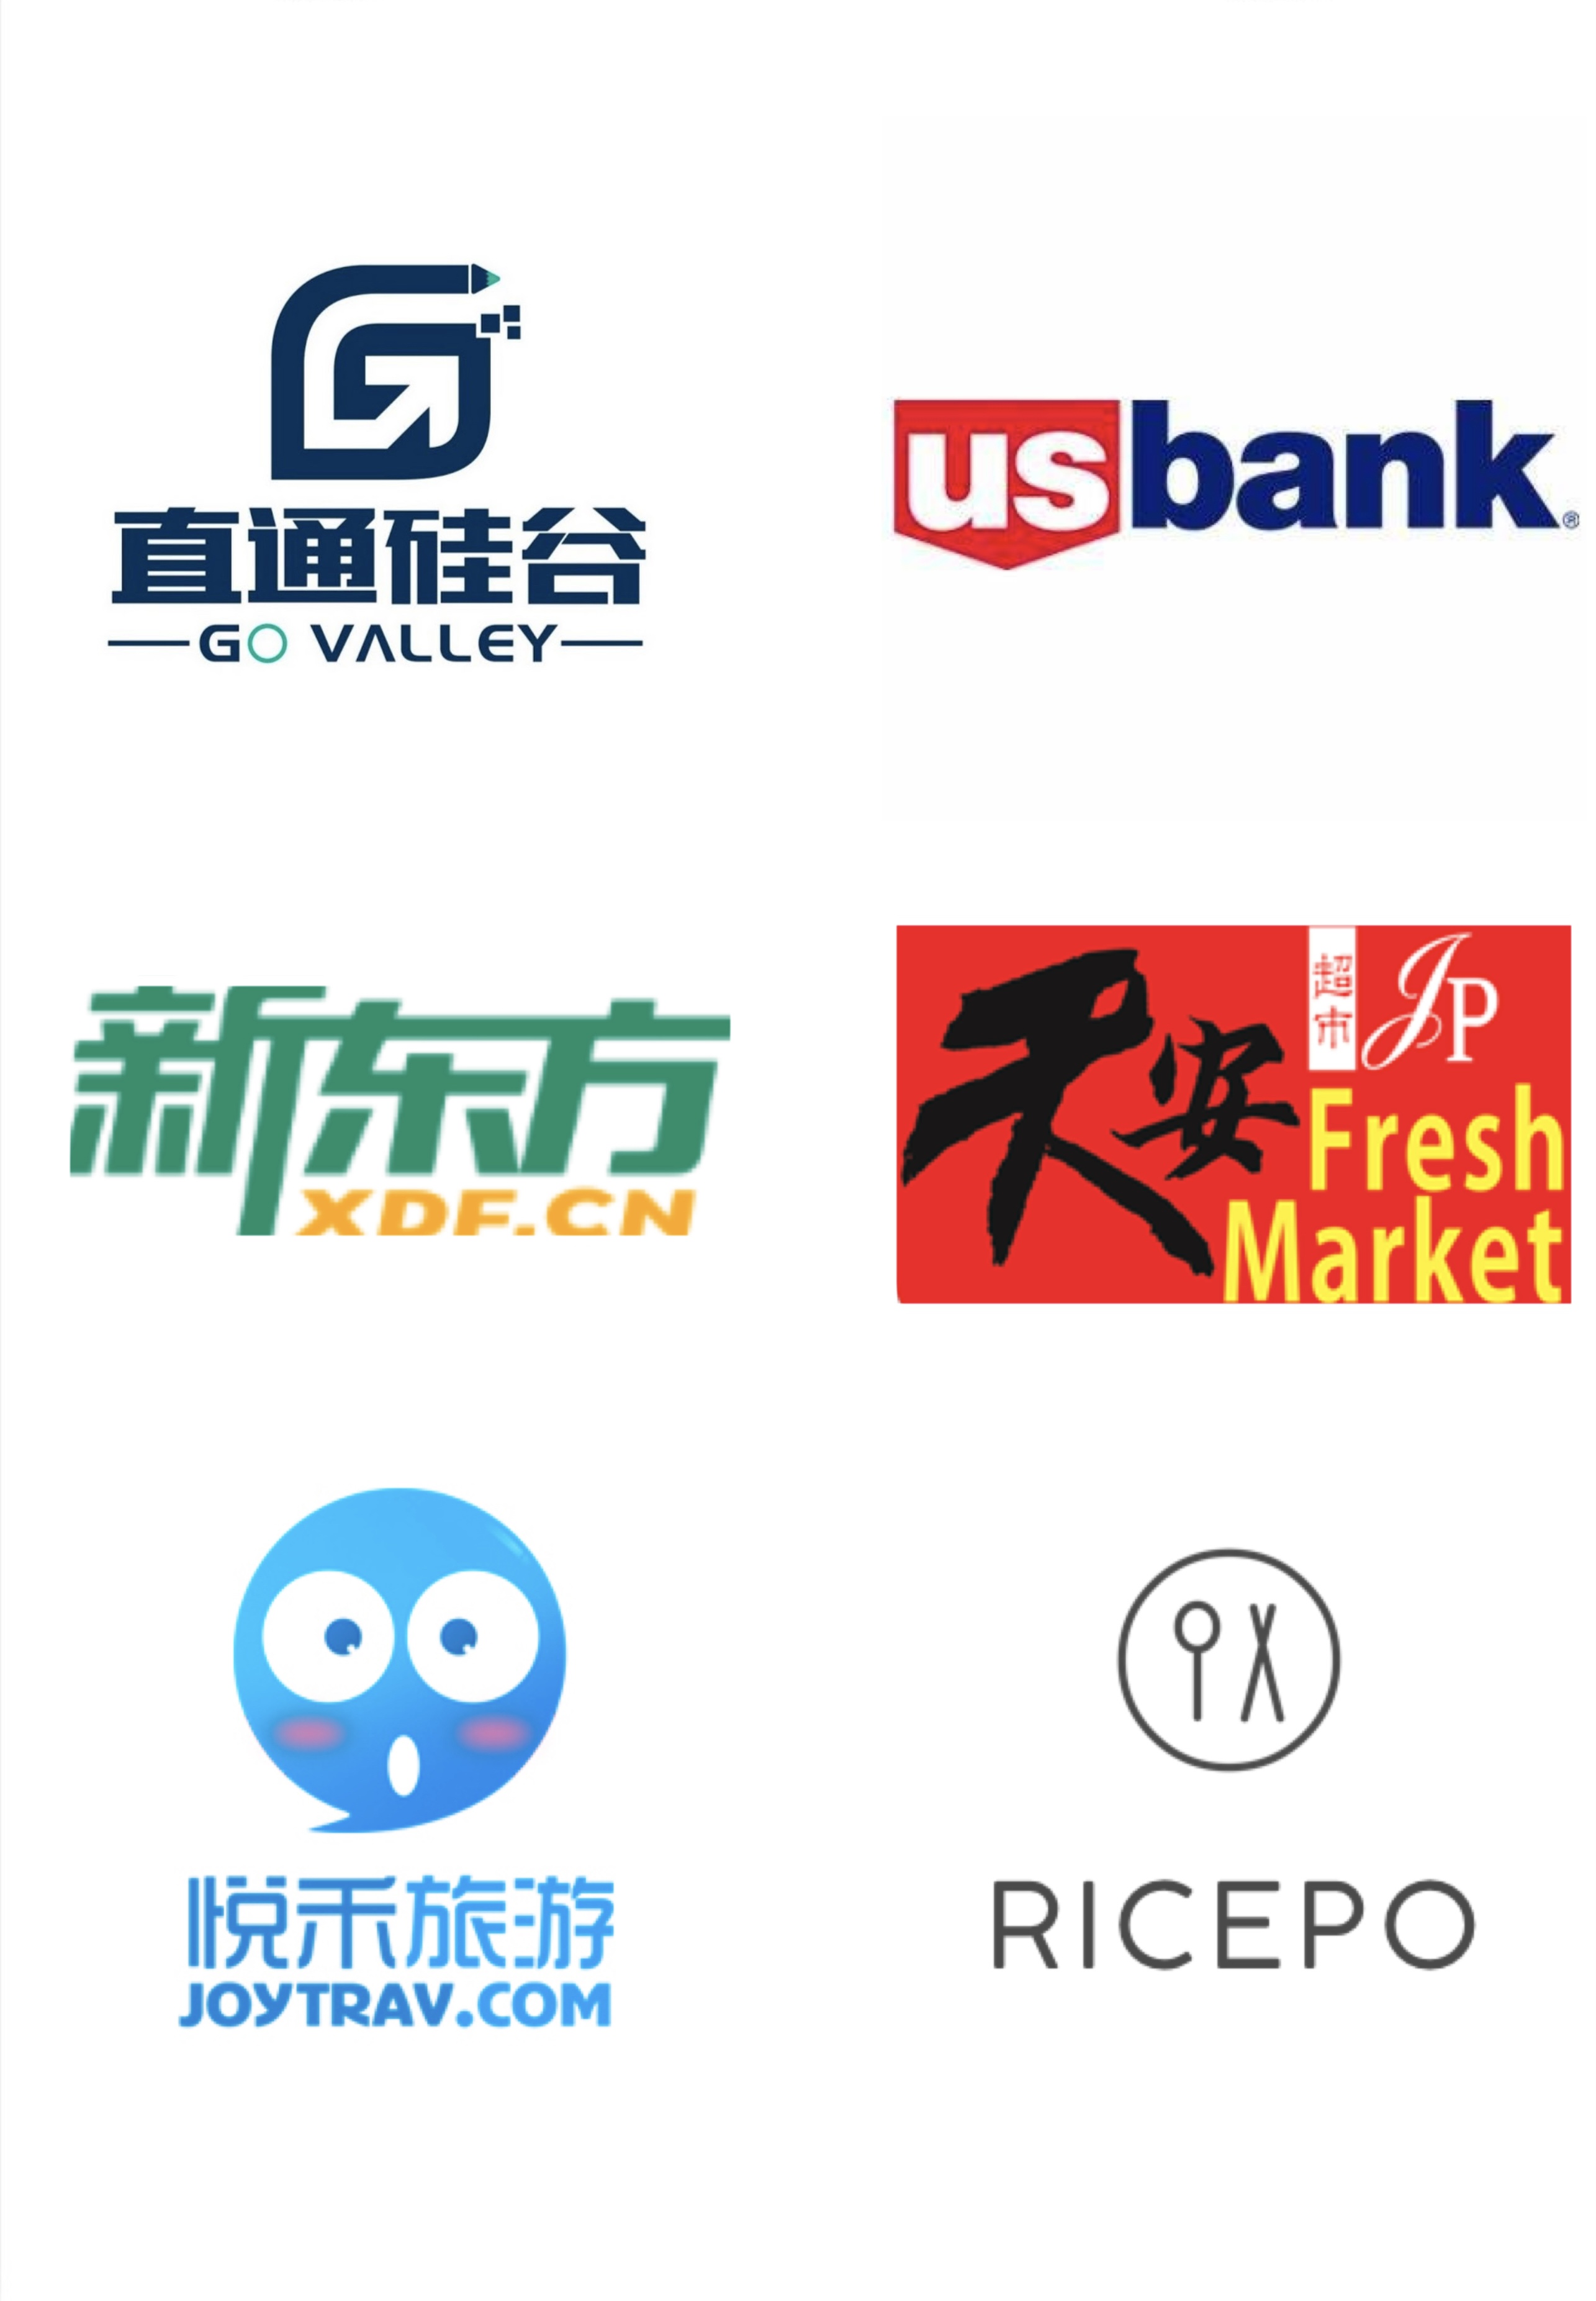 直通硅谷
GO VALLEY
usbank®
新东方
XDF.CN
天安
超市
JP
Fresh
Market
悦禾旅游
JOYTRAV.COM
RICEPO